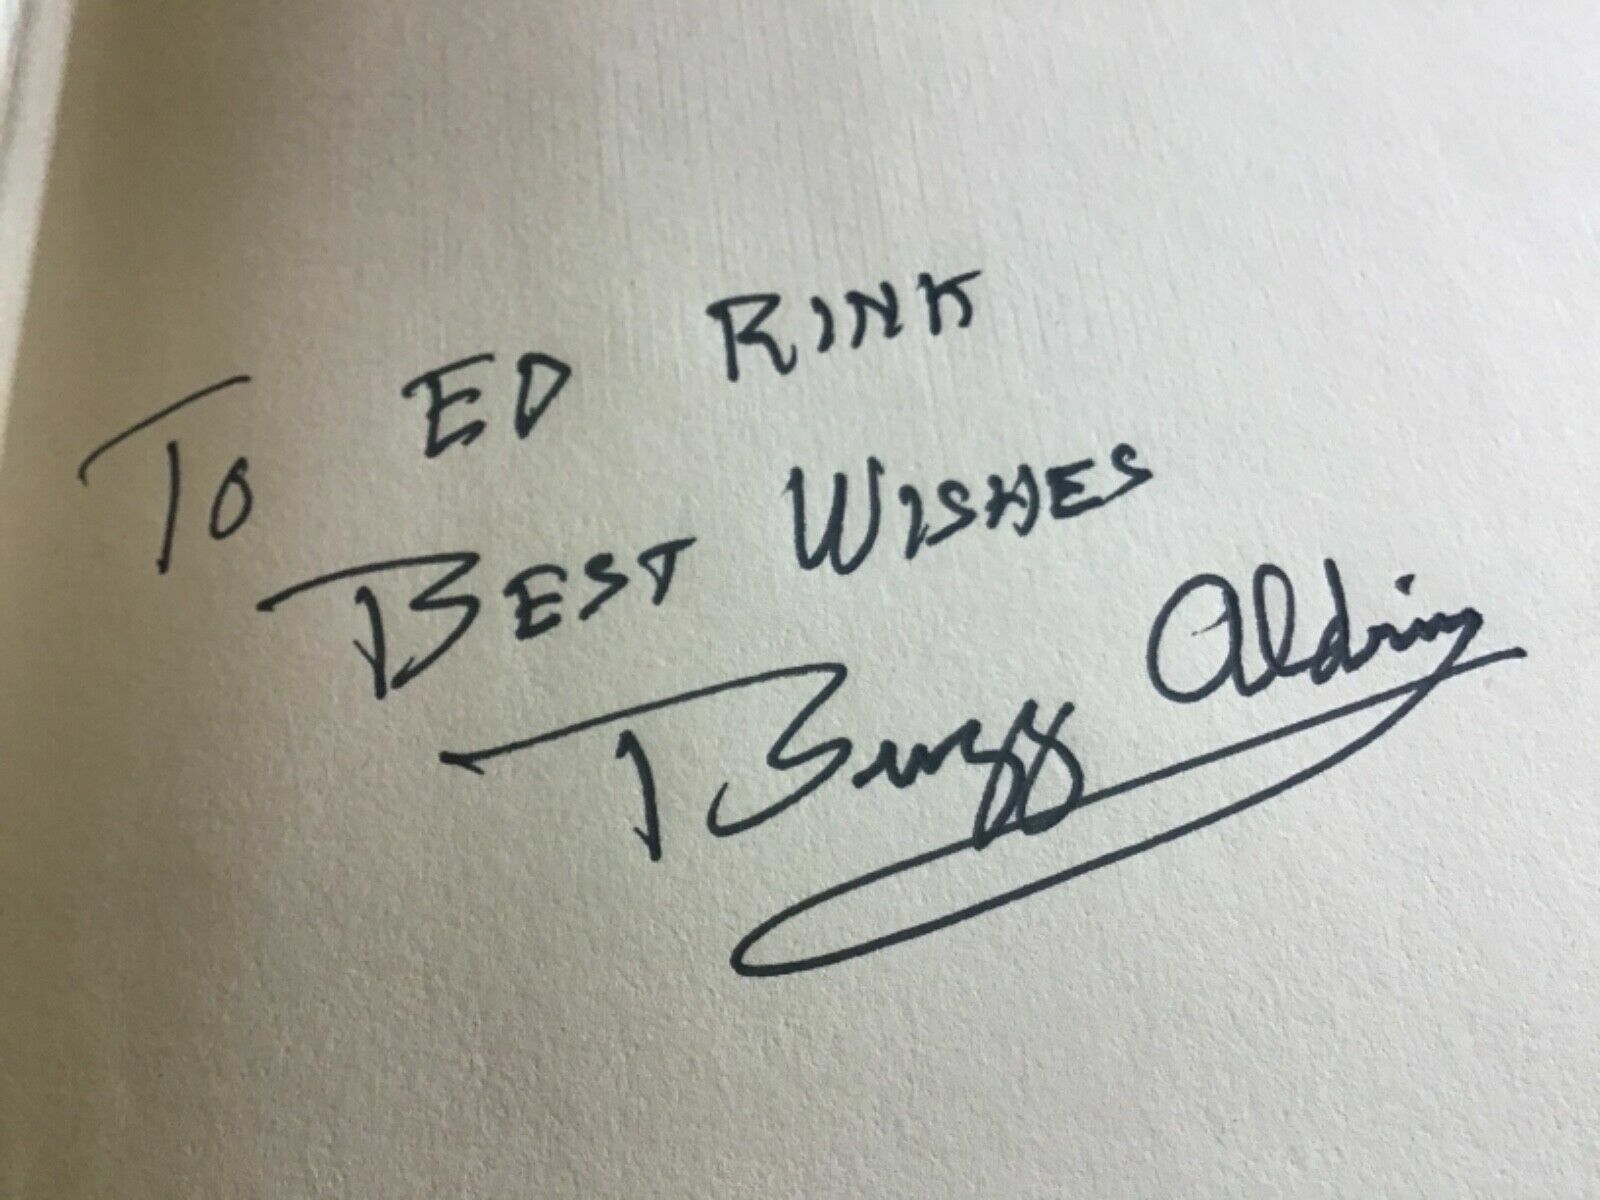 To ED RINK
BEST WISHES
Buzz Aldrin